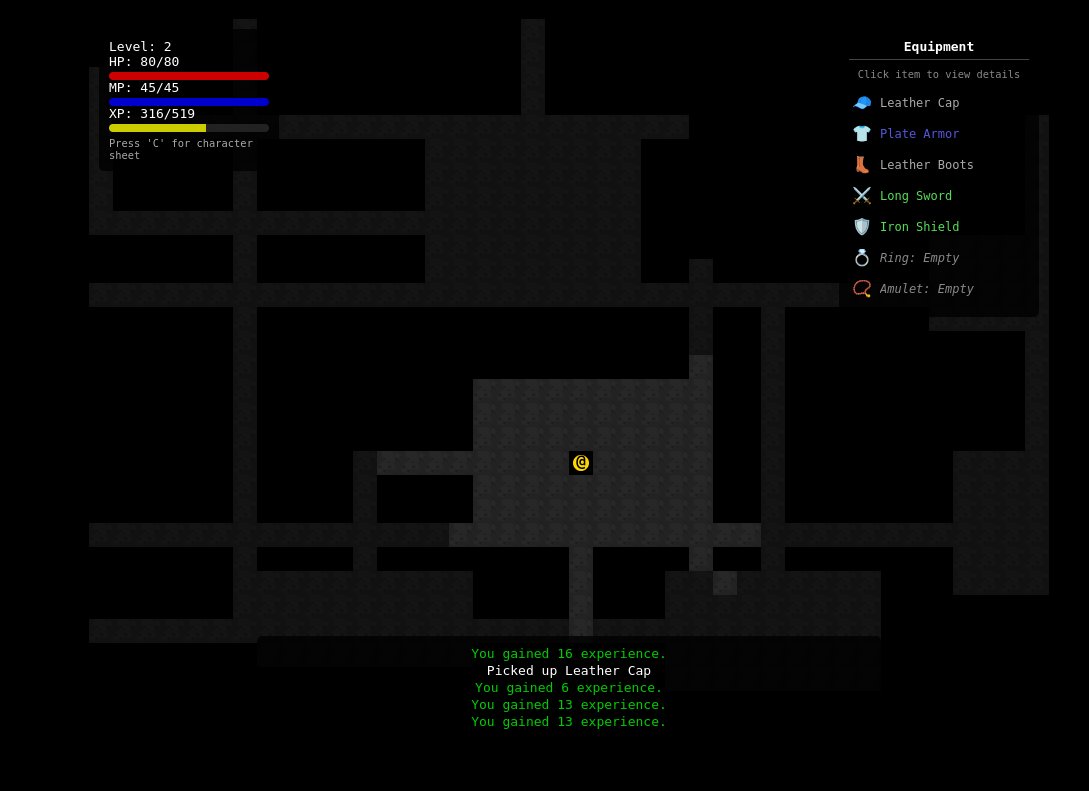 Level: 2
HP: 80/80
MP: 45/45
XP: 316/519
Press 'C' for character
sheet
Equipment
Click item to view details
Leather Cap
Plate Armor
Leather Boots
Long Sword
Iron Shield
Ring: Empty
Amulet: Empty
@
You gained 16 experience.
Picked up Leather Cap
You gained 6 experience.
You gained 13 experience.
You gained 13 experience.